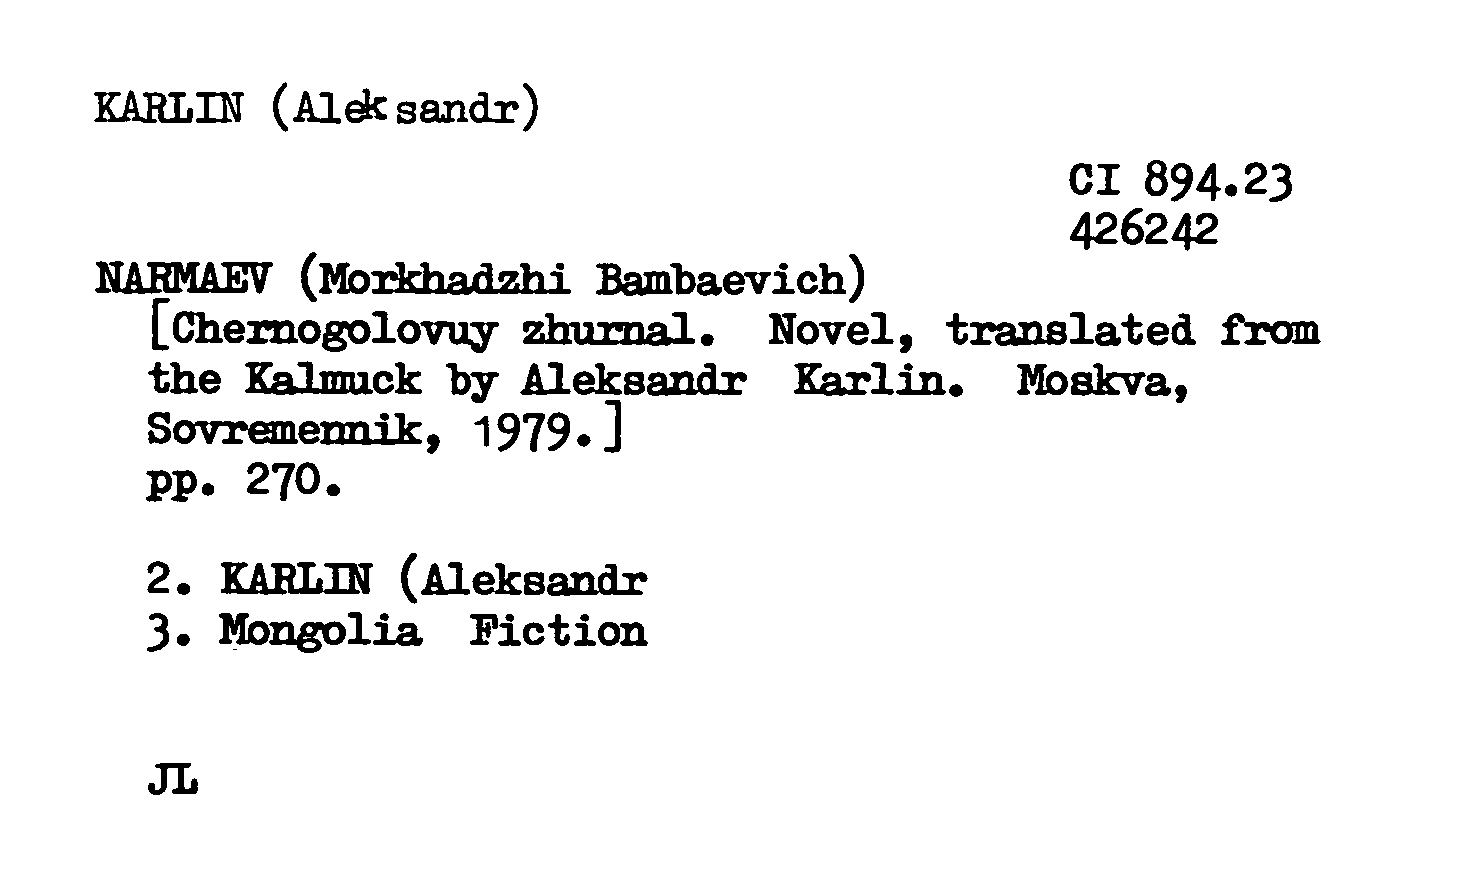 KARLIN (Aleksandr)
CI 894.23
426242
NARMAEV (Morkhadzhi Bambaevich)
[Chernogolovuy zhurnal. Novel, translated from
the Kalmuck by Aleksandr Karlin. Moskva,
Sovremennik, 1979.]
pp. 270.
2. KARLIN (Aleksandr
3. Mongolia Fiction
JL